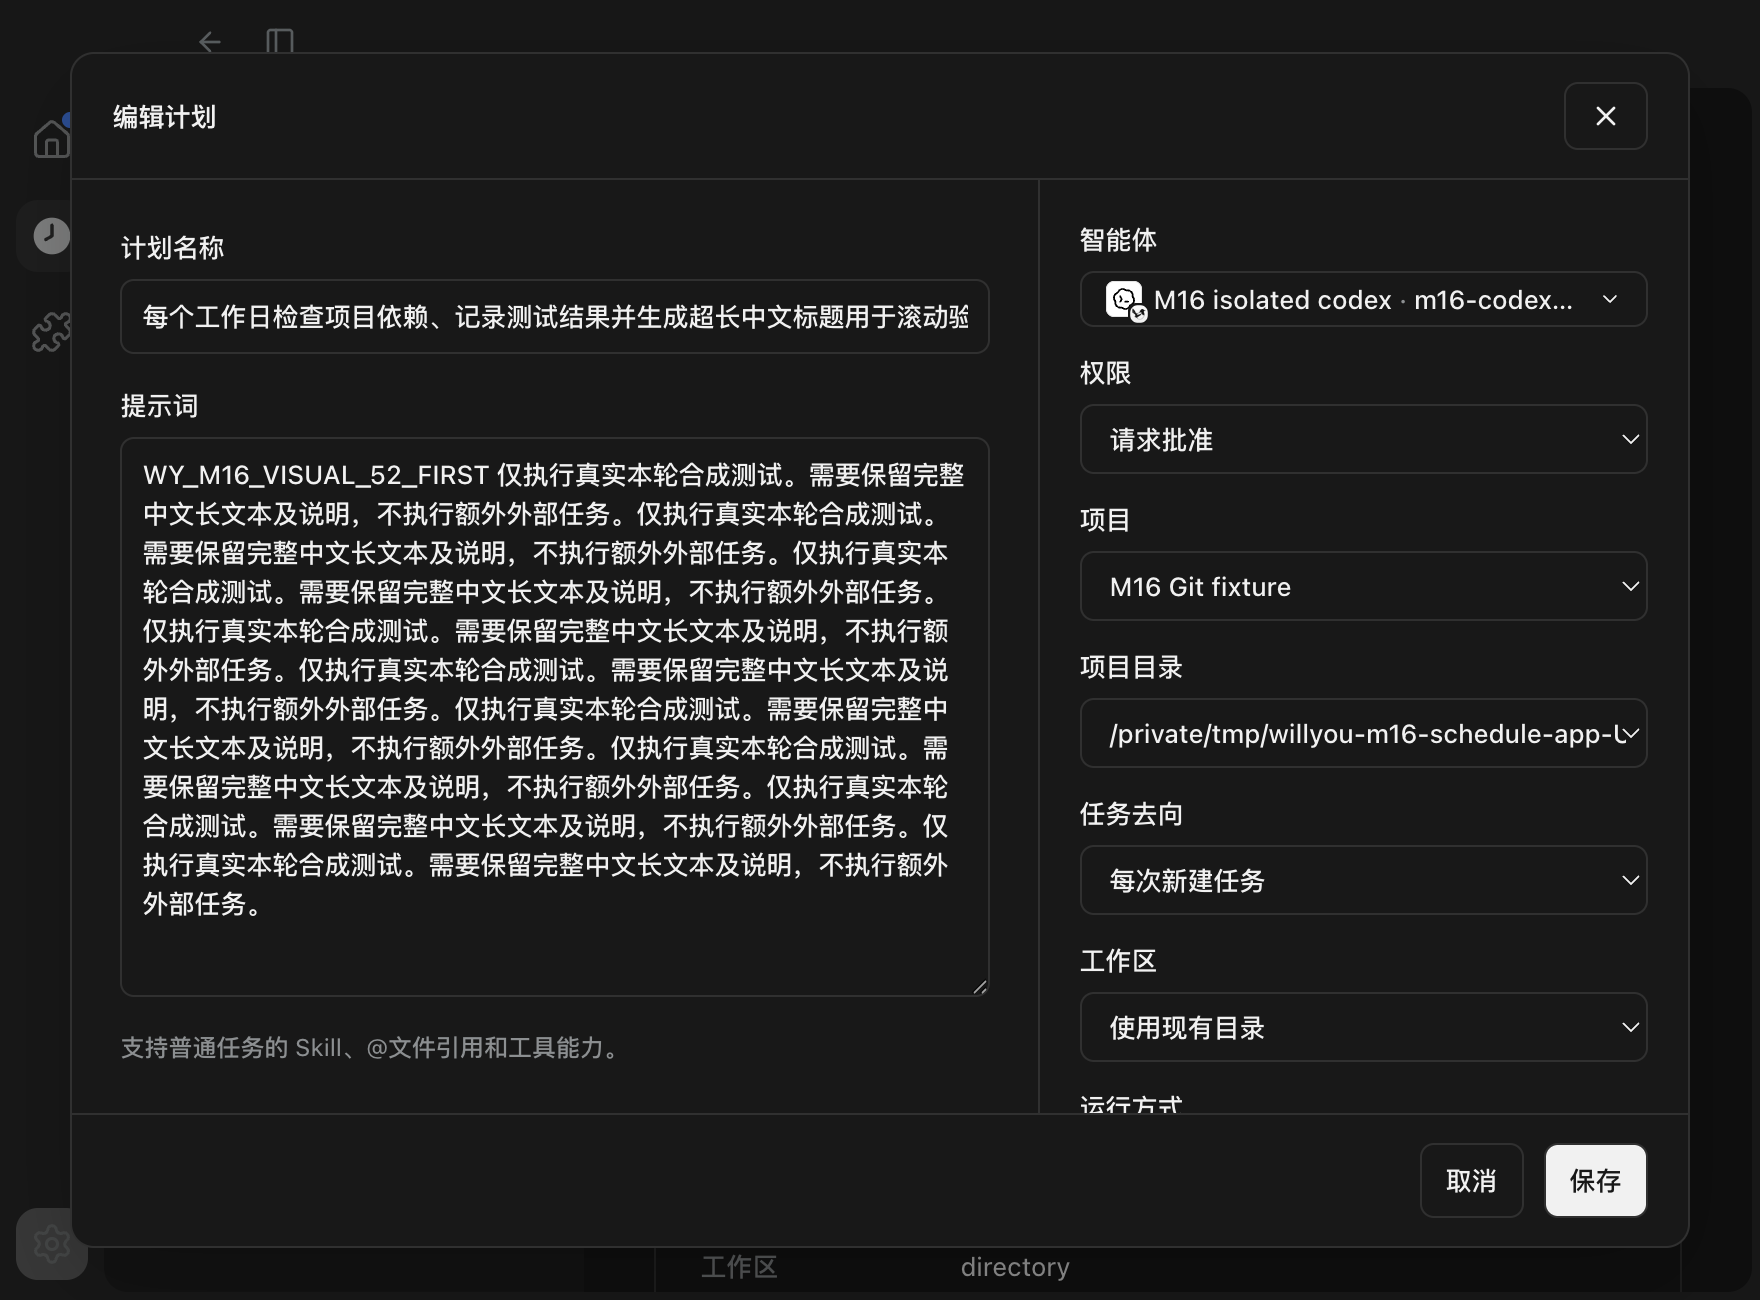 编辑计划
计划名称
每个工作日检查项目依赖、记录测试结果并生成超长中文标题用于滚动验
提示词
WY_M16_VISUAL_52_FIRST 仅执行真实本轮合成测试。需要保留完整
中文长文本及说明，不执行额外外部任务。仅执行真实本轮合成测试。
需要保留完整中文长文本及说明，不执行额外外部任务。仅执行真实本
轮合成测试。需要保留完整中文长文本及说明，不执行额外外部任务。
仅执行真实本轮合成测试。需要保留完整中文长文本及说明，不执行额
外外部任务。仅执行真实本轮合成测试。需要保留完整中文长文本及说
明，不执行额外外部任务。仅执行真实本轮合成测试。需要保留完整中
文长文本及说明，不执行额外外部任务。仅执行真实本轮合成测试。需
要保留完整中文长文本及说明，不执行额外外部任务。仅执行真实本轮
合成测试。需要保留完整中文长文本及说明，不执行额外外部任务。仅
执行真实本轮合成测试。需要保留完整中文长文本及说明，不执行额外
外部任务。
支持普通任务的 Skill、@文件引用和工具能力。
智能体
M16 isolated codex · m16-codex...
权限
请求批准
项目
M16 Git fixture
项目目录
/private/tmp/willyou-m16-schedule-app-U
任务去向
每次新建任务
工作区
使用现有目录
运行方式
取消
保存
工作区
directory